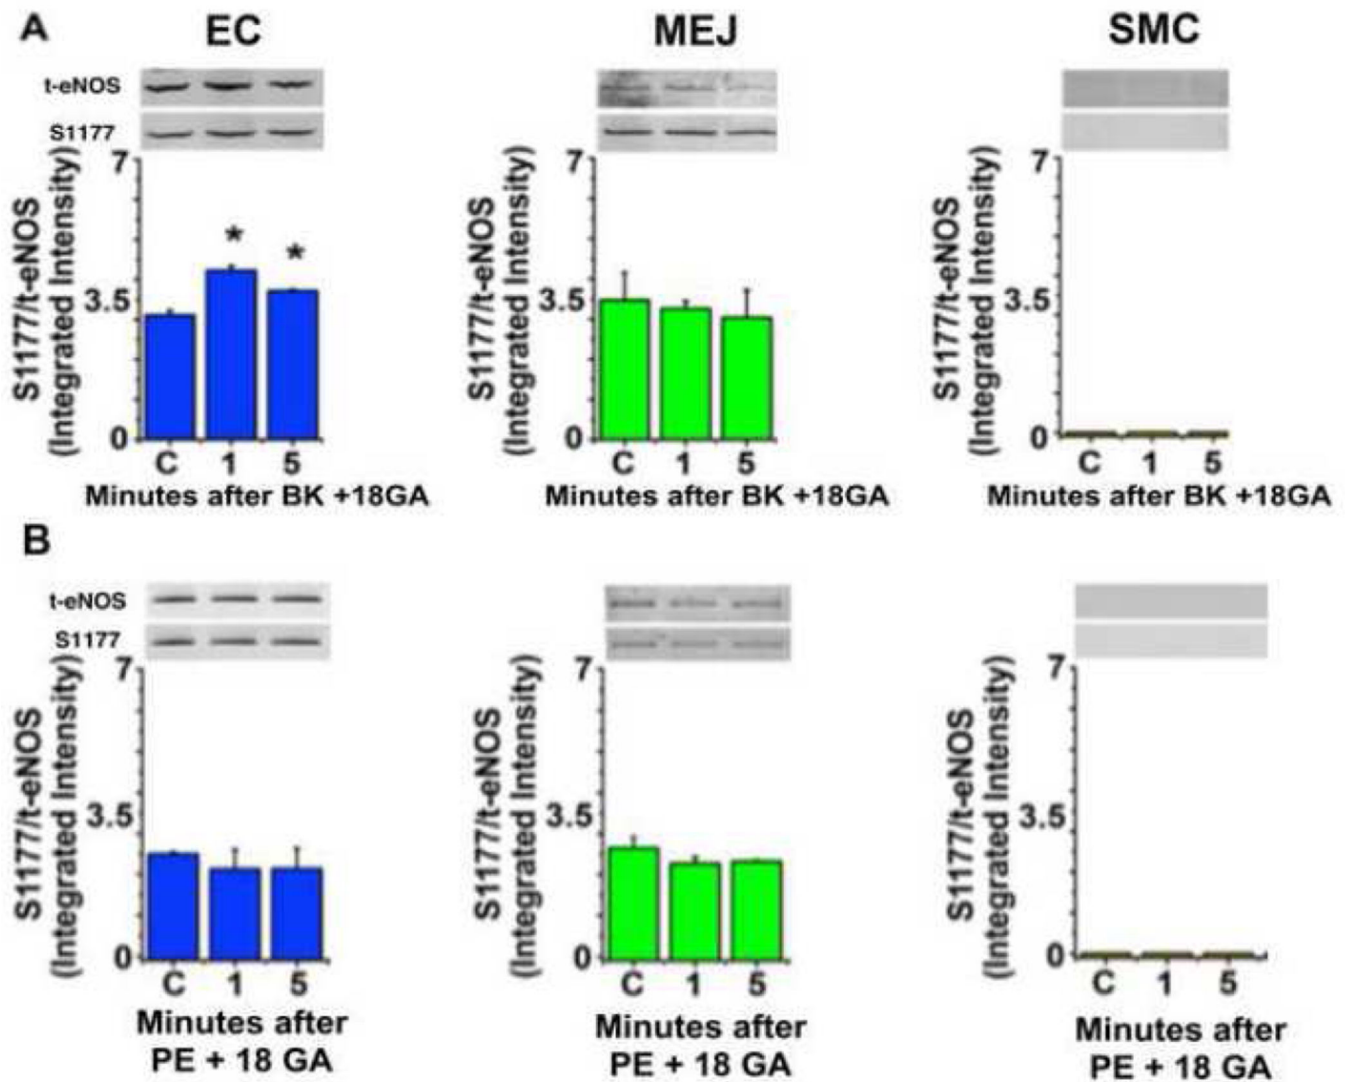 A
EC
MEJ
SMC
t-eNOS
S1177
7
3.5
0
S1177/t-eNOS
(Integrated Intensity)
* *
C 1 5
Minutes after BK +18GA
7
3.5
0
S1177/t-eNOS
(Integrated Intensity)
C 1 5
Minutes after BK +18GA
7
3.5
0
S1177/t-eNOS
(Integrated Intensity)
C 1 5
Minutes after BK +18GA
B
t-eNOS
S1177
7
3.5
0
S1177/t-eNOS
(Integrated Intensity)
C 1 5
Minutes after
PE + 18 GA
7
3.5
0
S1177/t-eNOS
(Integrated Intensity)
C 1 5
Minutes after
PE + 18 GA
7
3.5
0
S1177/t-eNOS
(Integrated Intensity)
C 1 5
Minutes after
PE + 18 GA